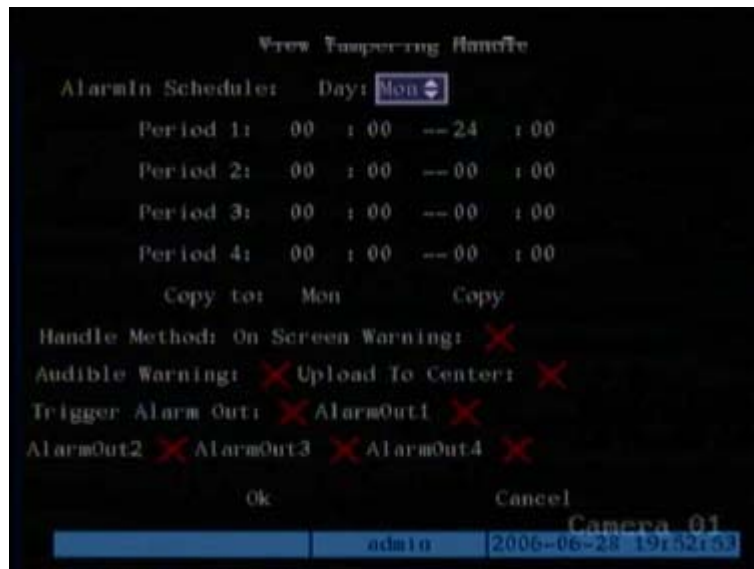 View Tampering Handle
AlarmIn Schedule: Day: Mon
Period 1: 00 : 00 -- 24 : 00
Period 2: 00 : 00 -- 00 : 00
Period 3: 00 : 00 -- 00 : 00
Period 4: 00 : 00 -- 00 : 00
Copy to: Mon Copy
Handle Method: On Screen Warning:
Audible Warning: Upload To Center:
Trigger Alarm Out: AlarmOut1
AlarmOut2 AlarmOut3 AlarmOut4
Ok Cancel
Camera 01
admin 2006-06-28 19:52:53